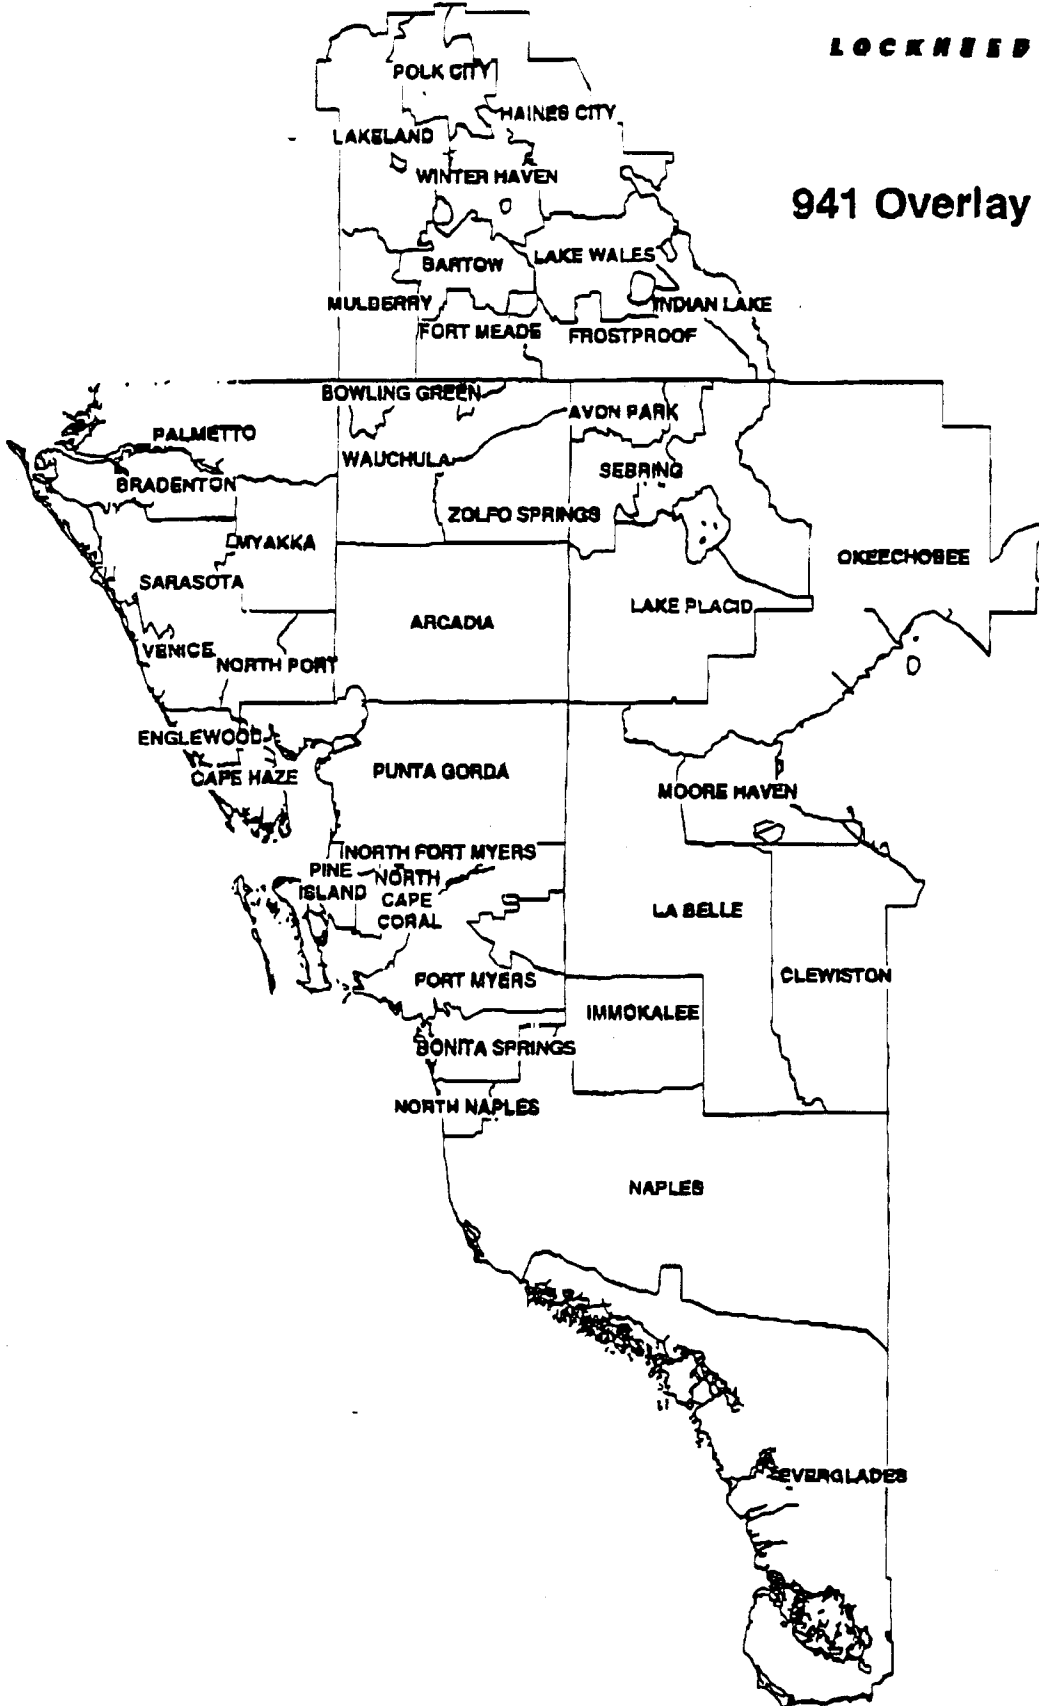 LOCKHEED
POLK CITY
HAINES CITY
LAKELAND
WINTER HAVEN
941 Overlay
LAKE WALES
BARTOW
MULBERRY
INDIAN LAKE
FORT MEADE
FROSTPROOF
BOWLING GREEN
AVON PARK
PALMETTO
WAUCHULA
SEBRING
BRADENTON
ZOLFO SPRINGS
MYAKKA
OKEECHOBEE
SARASOTA
LAKE PLACID
ARCADIA
VENICE
NORTH PORT
ENGLEWOOD
CAPE HAZE
PUNTA GORDA
MOORE HAVEN
NORTH FORT MYERS
PINE
ISLAND
NORTH
CAPE
CORAL
LA BELLE
FORT MYERS
CLEWISTON
IMMOKALEE
BONITA SPRINGS
NORTH NAPLES
NAPLES
EVERGLADES